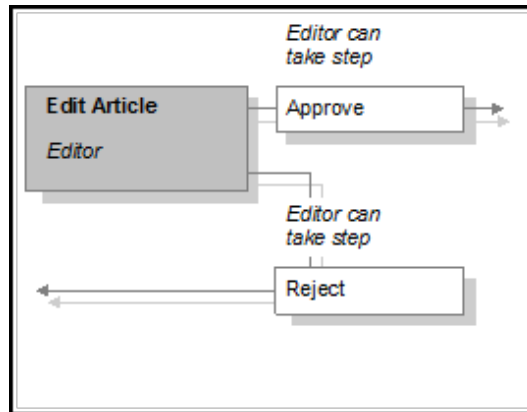 Editor can
take step
Edit Article
Approve
Editor
Editor can
take step
Reject